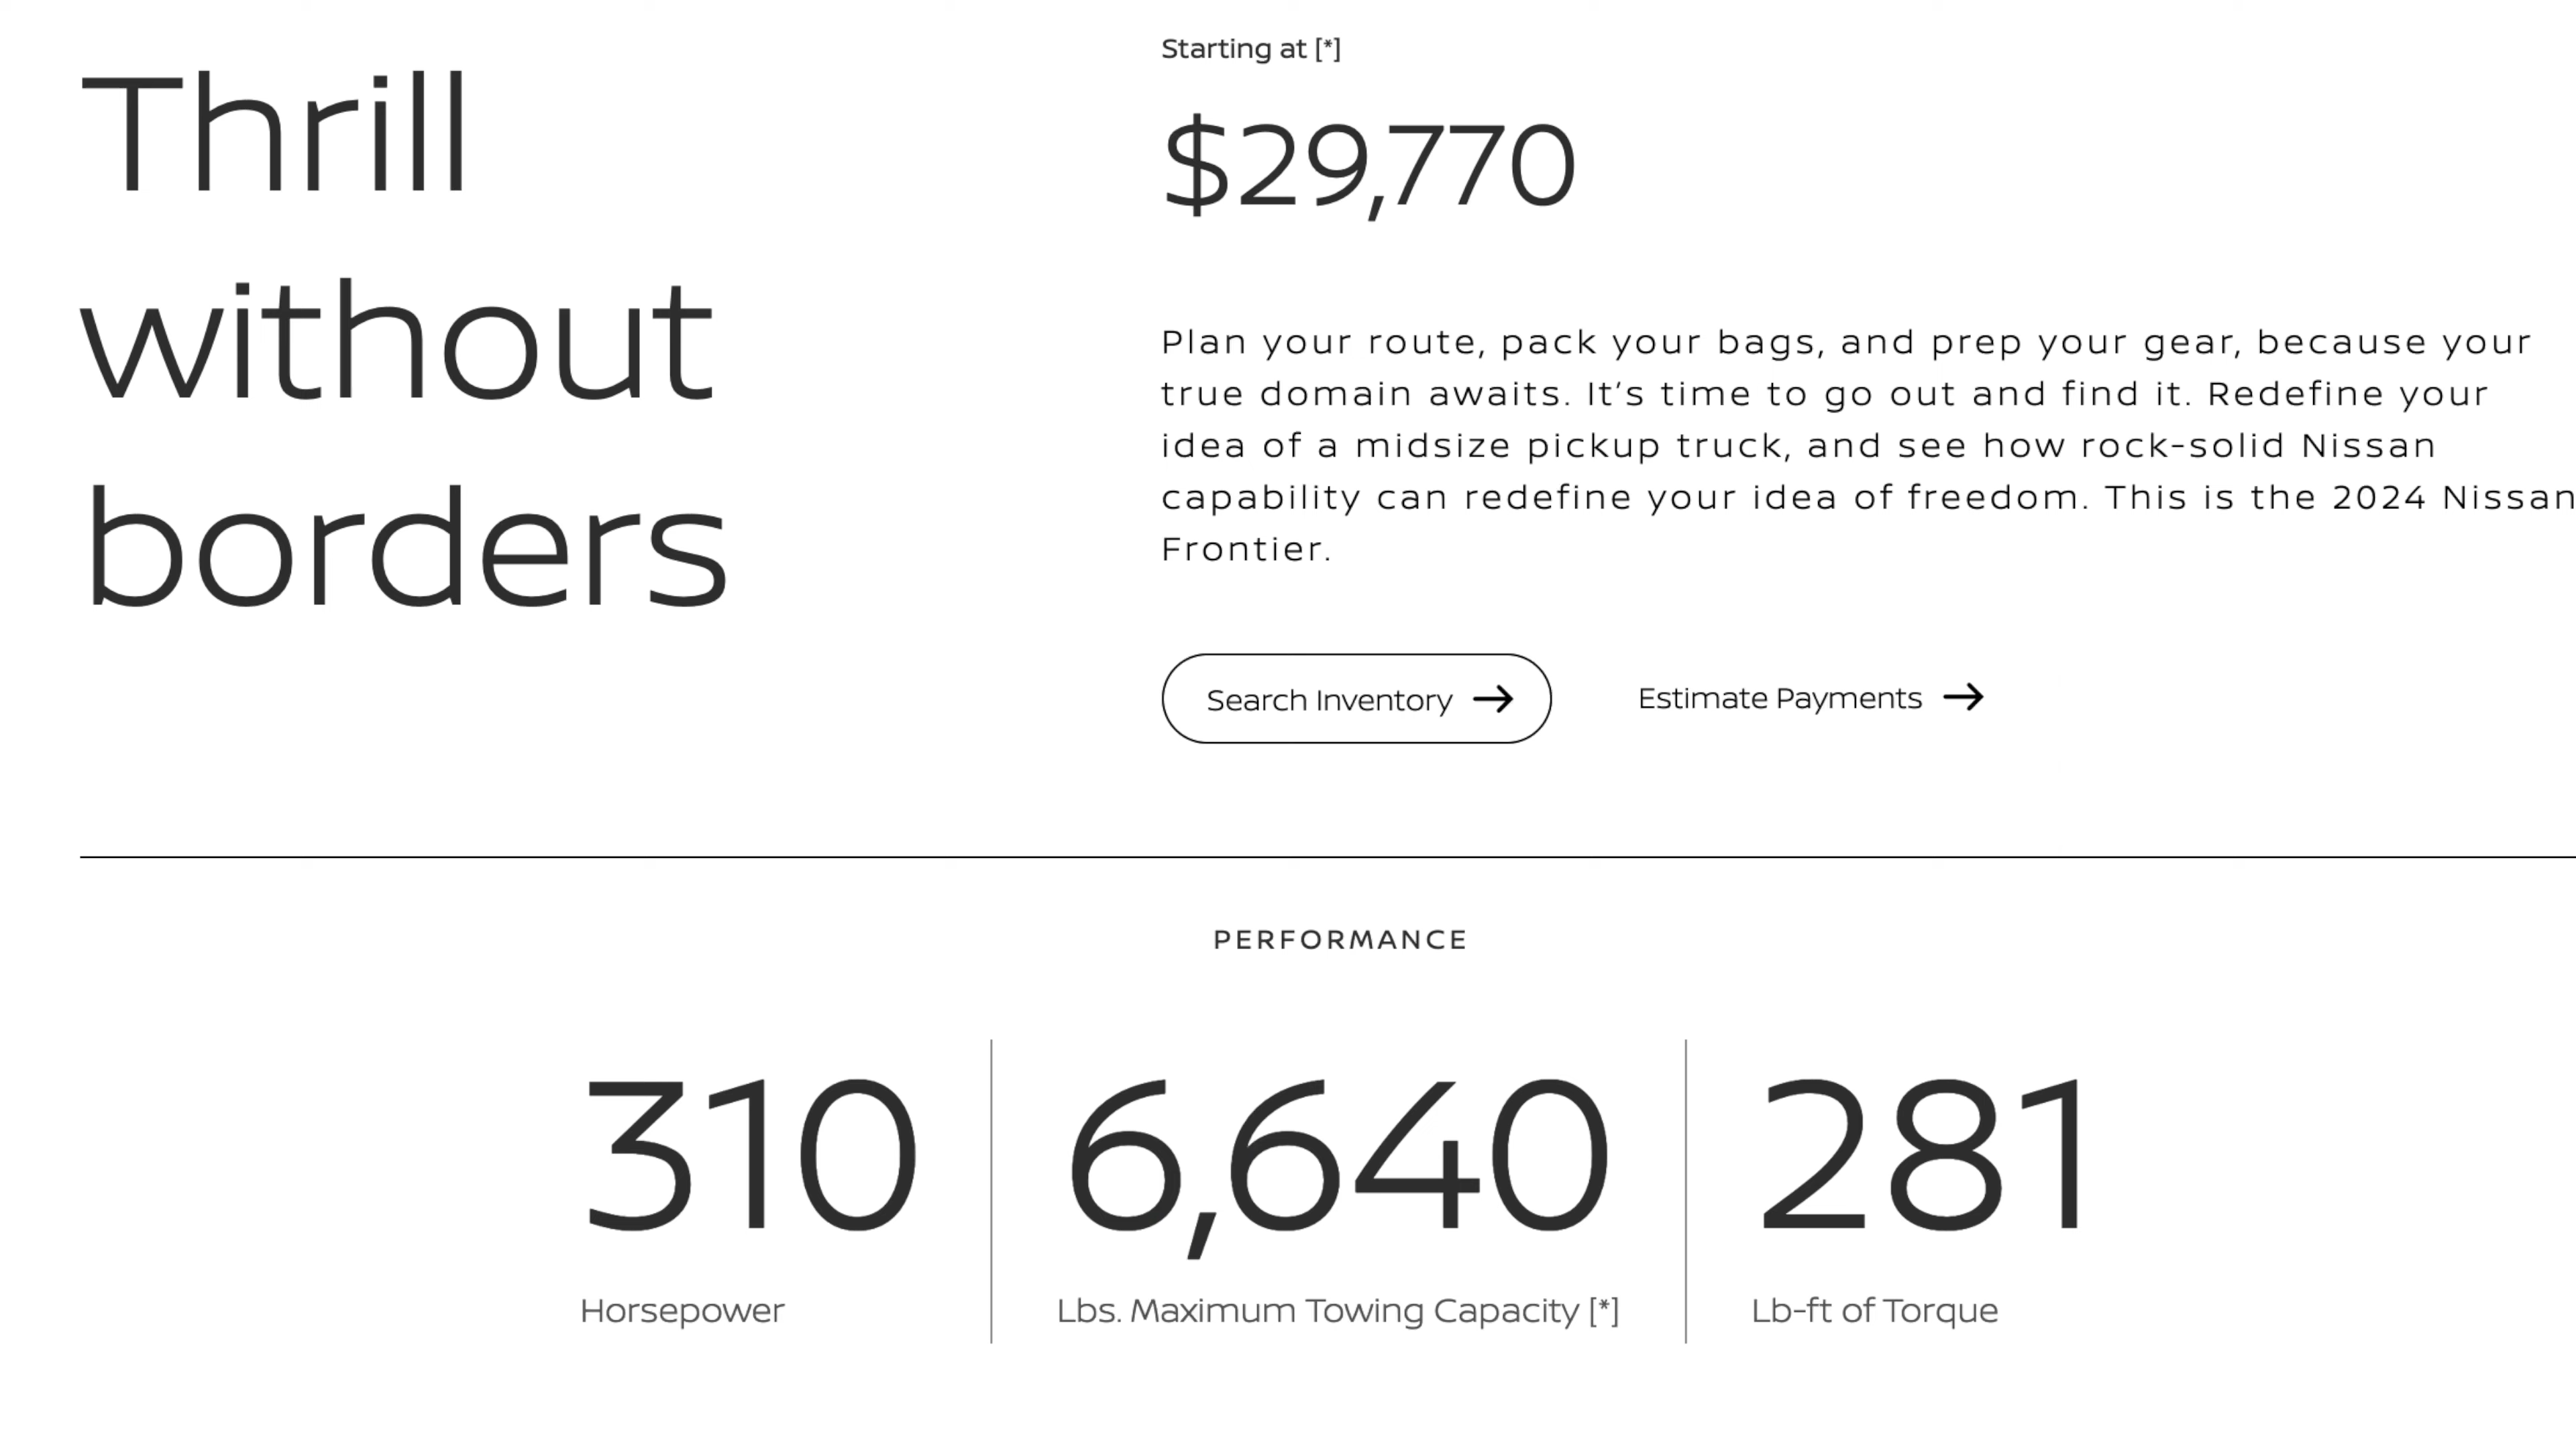 Thrill
without
borders
Starting at [*]
$29,770
Plan your route, pack your bags, and prep your gear, because your
true domain awaits. It’s time to go out and find it. Redefine your
idea of a midsize pickup truck, and see how rock-solid Nissan
capability can redefine your idea of freedom. This is the 2024 Nissan
Frontier.
Search Inventory →
Estimate Payments →
PERFORMANCE
310
Horsepower
6,640
Lbs. Maximum Towing Capacity [*]
281
Lb-ft of Torque